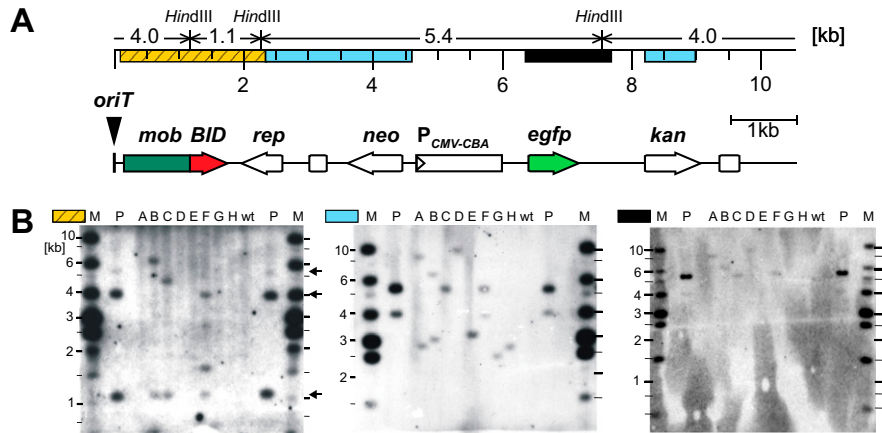 A
HindIII HindIII HindIII
4.0 1.1 5.4 4.0 [kb]
2 4 6 8 10
oriT 1kb
mob BID rep neo P CMV-CBA egfp kan
B
M P A B C D E F G H wt P M
[kb]
10
6
4
3
2
1
M P A B C D E F G H wt P M
10
6
4
3
2
M P A B C D E F G H wt P M
10
6
4
3
2
1